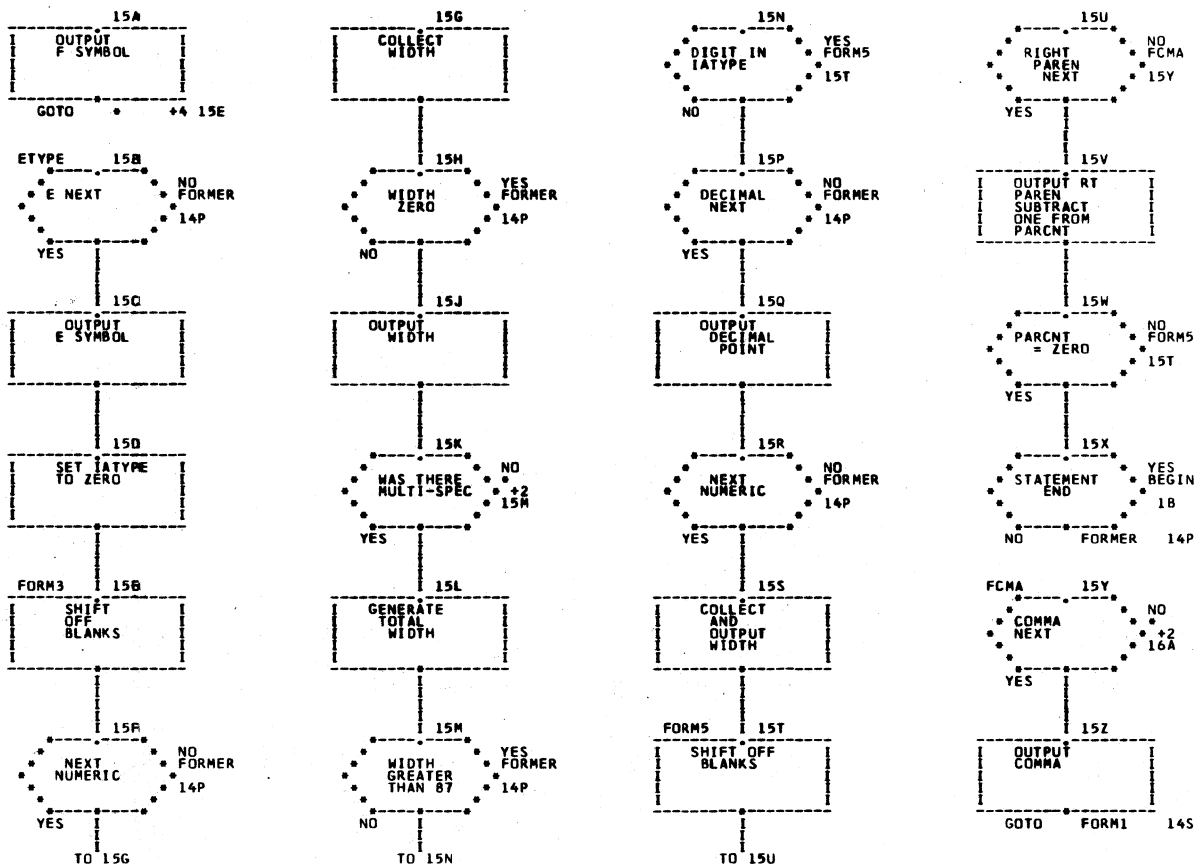 15A
OUTPUT
F SYMBOL
GOTO +4 15E
ETYPE 15B
E NEXT
NO
FORMER
14P
YES
15C
OUTPUT
E SYMBOL
15D
SET IATYPE
TO ZERO
FORM3 15E
SHIFT
OFF
BLANKS
15F
NEXT
NUMERIC
NO
FORMER
14P
YES
TO 15G
15G
COLLECT
WIDTH
15H
WIDTH
ZERO
YES
FORMER
14P
NO
15J
OUTPUT
WIDTH
15K
WAS THERE
MULTI-SPEC
NO
+2
15M
YES
15L
GENERATE
TOTAL
WIDTH
15M
WIDTH
GREATER
THAN 87
YES
FORMER
14P
NO
TO 15N
15N
DIGIT IN
IATYPE
YES
FORM5
15T
NO
15P
DECIMAL
NEXT
NO
FORMER
14P
YES
15Q
OUTPUT
DECIMAL
POINT
15R
NEXT
NUMERIC
NO
FORMER
14P
YES
15S
COLLECT
AND
OUTPUT
WIDTH
FORM5 15T
SHIFT OFF
BLANKS
TO 15U
15U
RIGHT
PAREN
NEXT
NO
FCMA
15Y
YES
15V
OUTPUT RT
PAREN
SUBTRACT
ONE FROM
PARCNT
15W
PARCNT
= ZERO
NO
FORM5
15T
YES
15X
STATEMENT
END
YES
BEGIN
1B
NO FORMER 14P
FCMA 15Y
COMMA
NEXT
NO
+2
16A
YES
15Z
OUTPUT
COMMA
GOTO FORM1 14S